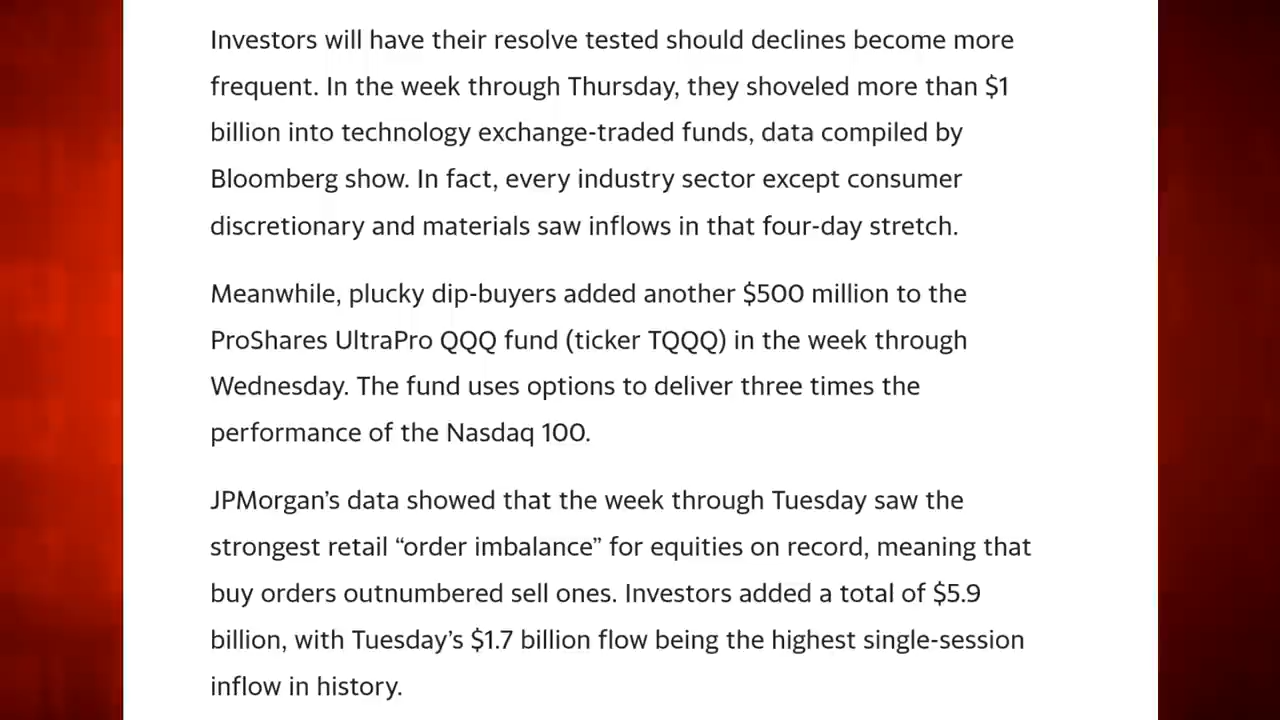 Investors will have their resolve tested should declines become more
frequent. In the week through Thursday, they shoveled more than $1
billion into technology exchange-traded funds, data compiled by
Bloomberg show. In fact, every industry sector except consumer
discretionary and materials saw inflows in that four-day stretch.
Meanwhile, plucky dip-buyers added another $500 million to the
ProShares UltraPro QQQ fund (ticker TQQQ) in the week through
Wednesday. The fund uses options to deliver three times the
performance of the Nasdaq 100.
JPMorgan’s data showed that the week through Tuesday saw the
strongest retail “order imbalance” for equities on record, meaning that
buy orders outnumbered sell ones. Investors added a total of $5.9
billion, with Tuesday’s $1.7 billion flow being the highest single-session
inflow in history.